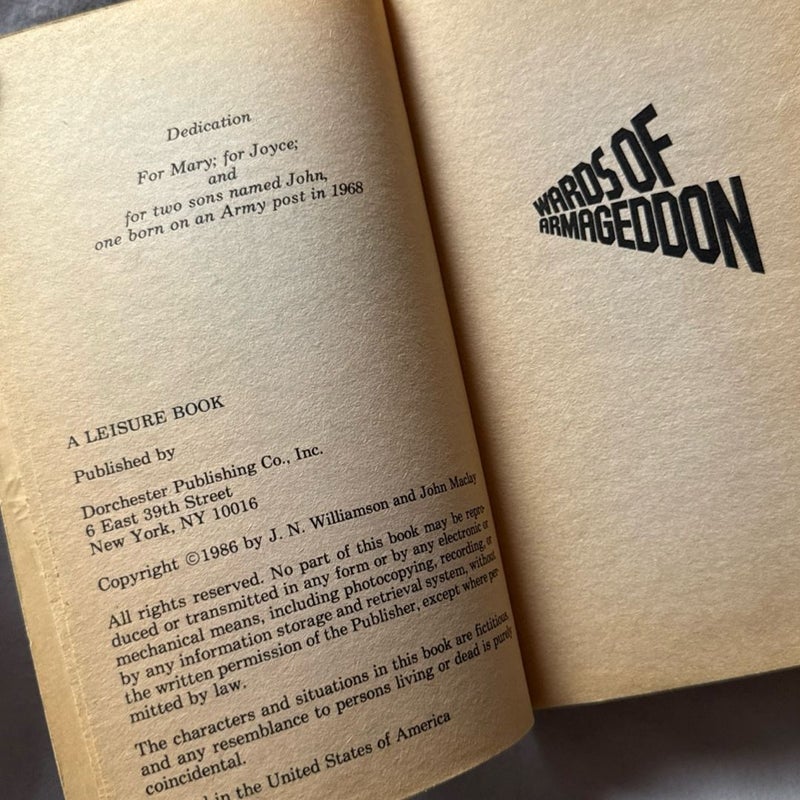 Dedication
For Mary; for Joyce;
and
for two sons named John,
one born on an Army post in 1968
A LEISURE BOOK
Published by
Dorchester Publishing Co., Inc.
6 East 39th Street
New York, NY 10016
Copyright ©1986 by J. N. Williamson and John Maclay
All rights reserved. No part of this book may be repro-
duced or transmitted in any form or by any electronic or
mechanical means, including photocopying, recording, or
by any information storage and retrieval system, without
the written permission of the Publisher, except where per-
mitted by law.
The characters and situations in this book are fictitious
and any resemblance to persons living or dead is purely
coincidental.
in the United States of America
WARDS OF
ARMAGEDDON